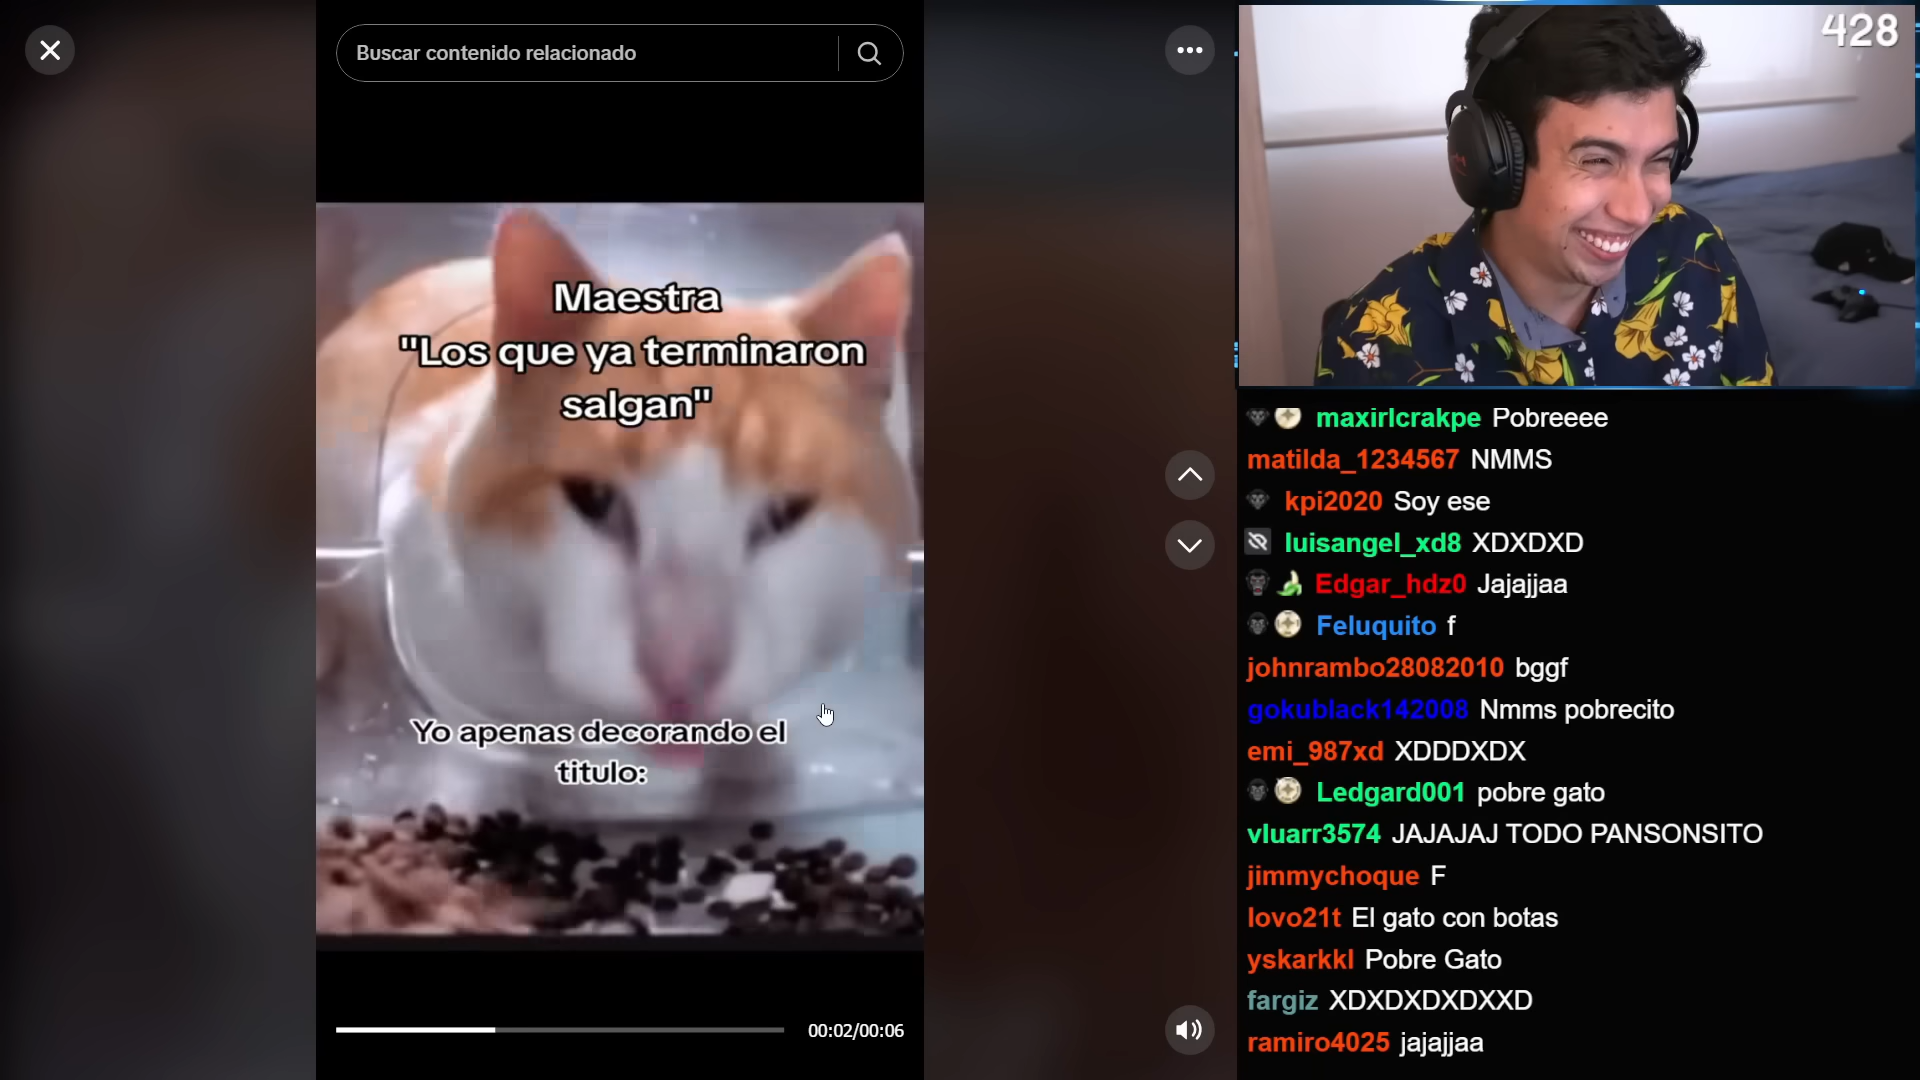 Buscar contenido relacionado
428
Maestra
"Los que ya terminaron
salgan"
Yo apenas decorando el
titulo:
00:02/00:06
maxirlcrakpe Pobreeee
matilda_1234567 NMMS
kpi2020 Soy ese
luisangel_xd8 XDXDXD
Edgar_hdz0 Jajajjaa
Feluquito f
johnrambo28082010 bggf
gokublack142008 Nmms pobrecito
emi_987xd XDDDXDX
Ledgard001 pobre gato
vluarr3574 JAJAJAJ TODO PANSONSITO
jimmychoque F
lovo21t El gato con botas
yskarkkl Pobre Gato
fargiz XDXDXDXDXXD
ramiro4025 jajajjaa